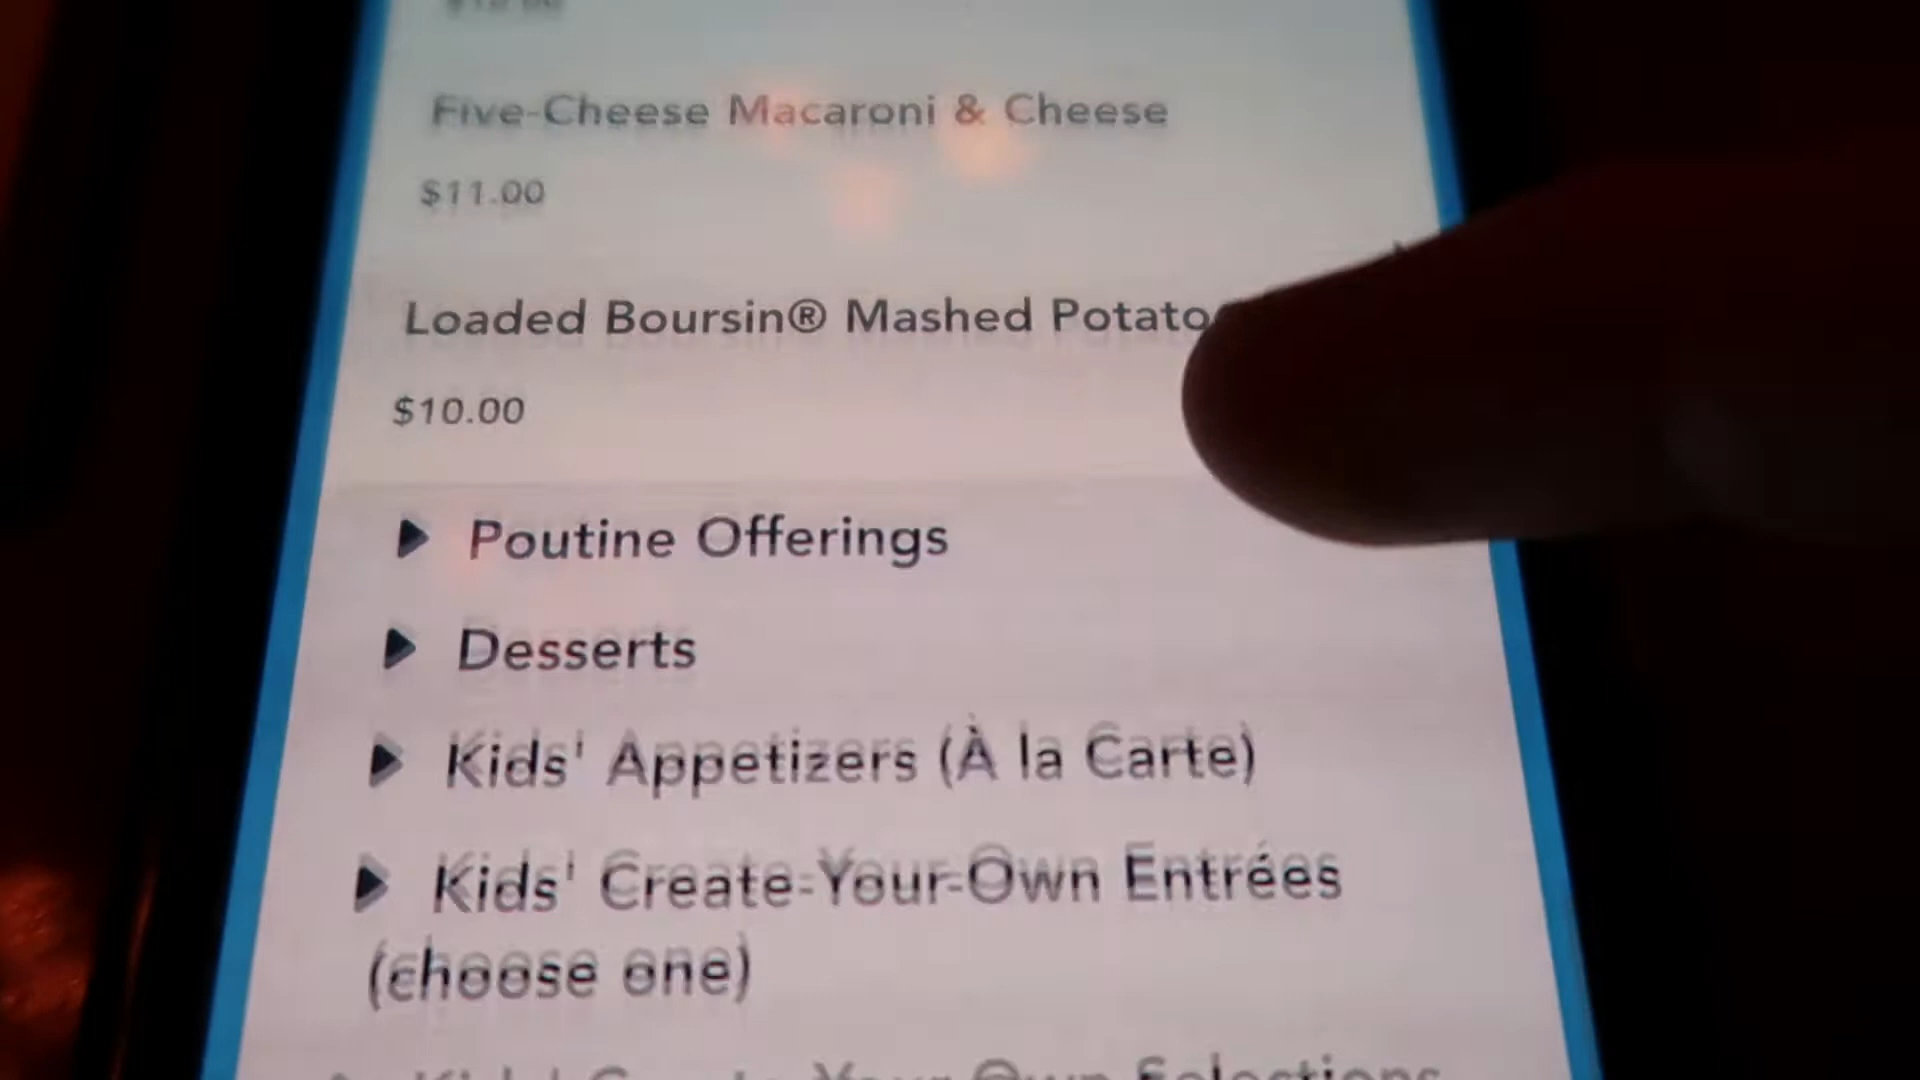 Five-Cheese Macaroni & Cheese
$11.00
Loaded Boursin® Mashed
$10.00
Poutine Offerings
Desserts
Kids' Appetizers (À la Carte)
Kids' Create-Your-Own Entrées
(choose one)